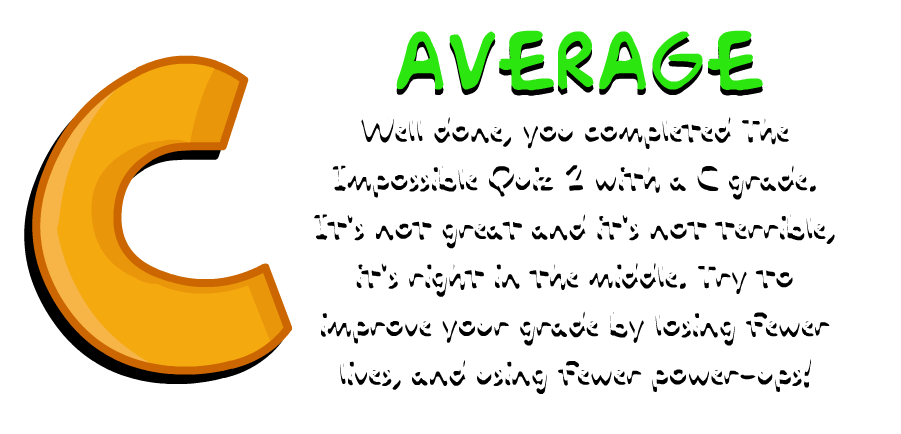 C
AVERAGE
Well done, you completed The
Impossible Quiz 2 with a C grade.
It's not great and it's not terrible,
it's right in the middle. Try to
improve your grade by losing fewer
lives, and using fewer power-ups!